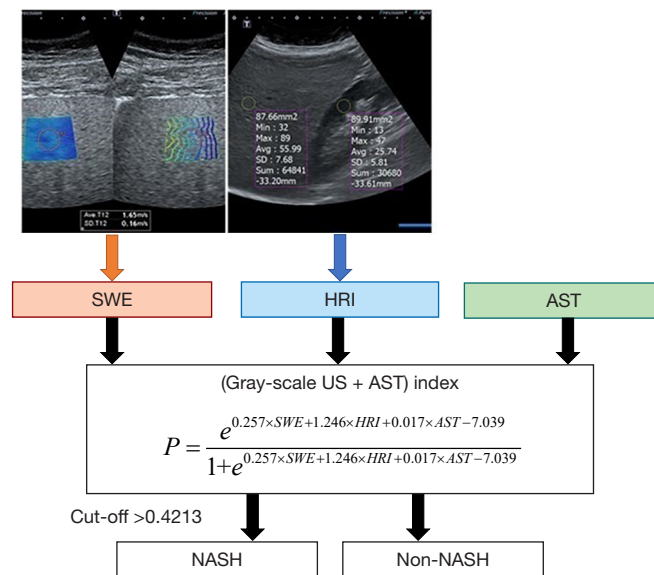 Precision
Precision A Pure
T
T
87.66mm2
Min : 32
Max : 89
Avg : 55.99
SD : 7.68
Sum : 64841
-33.20mm
89.91mm2
Min : 13
Max : 47
Avg : 25.74
SD : 5.81
Sum : 30680
-33.61mm
Ave.T12 1.65m/s
SD.T12 0.16m/s
SWE HRI AST
(Gray-scale US + AST) index
P = e^{0.257×SWE+1.246×HRI+0.017×AST−7.039} / 1+e^{0.257×SWE+1.246×HRI+0.017×AST−7.039}
Cut-off >0.4213
NASH Non-NASH